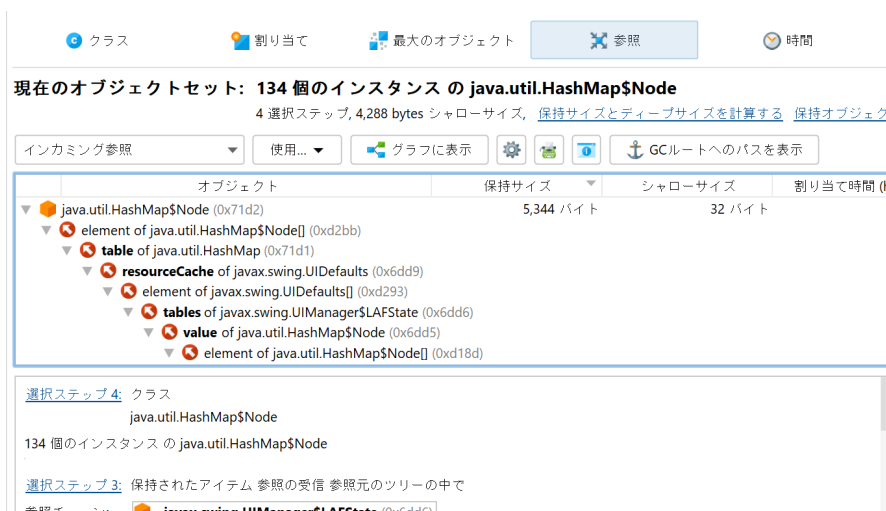 クラス 割り当て 最大のオブジェクト 参照 時間
現在のオブジェクトセット: 134 個のインスタンス の java.util.HashMap$Node
4 選択ステップ, 4,288 bytes シャローサイズ, 保持サイズとディープサイズを計算する 保持オブジェク
インカミング参照 使用... グラフに表示 GCルートへのパスを表示
オブジェクト 保持サイズ シャローサイズ 割り当て時間
java.util.HashMap$Node (0x71d2) 5,344 バイト 32 バイト
element of java.util.HashMap$Node[] (0xd2bb)
table of java.util.HashMap (0x71d1)
resourceCache of javax.swing.UIDefaults (0x6dd9)
element of javax.swing.UIDefaults[] (0xd293)
tables of javax.swing.UIManager$LAFState (0x6dd6)
value of java.util.HashMap$Node (0x6dd5)
element of java.util.HashMap$Node[] (0xd18d)
選択ステップ 4: クラス
java.util.HashMap$Node
134 個のインスタンス の java.util.HashMap$Node
選択ステップ 3: 保持されたアイテム 参照の受信 参照元のツリーの中で
javax.swing.UIManager$LAFState (0x6dd6)